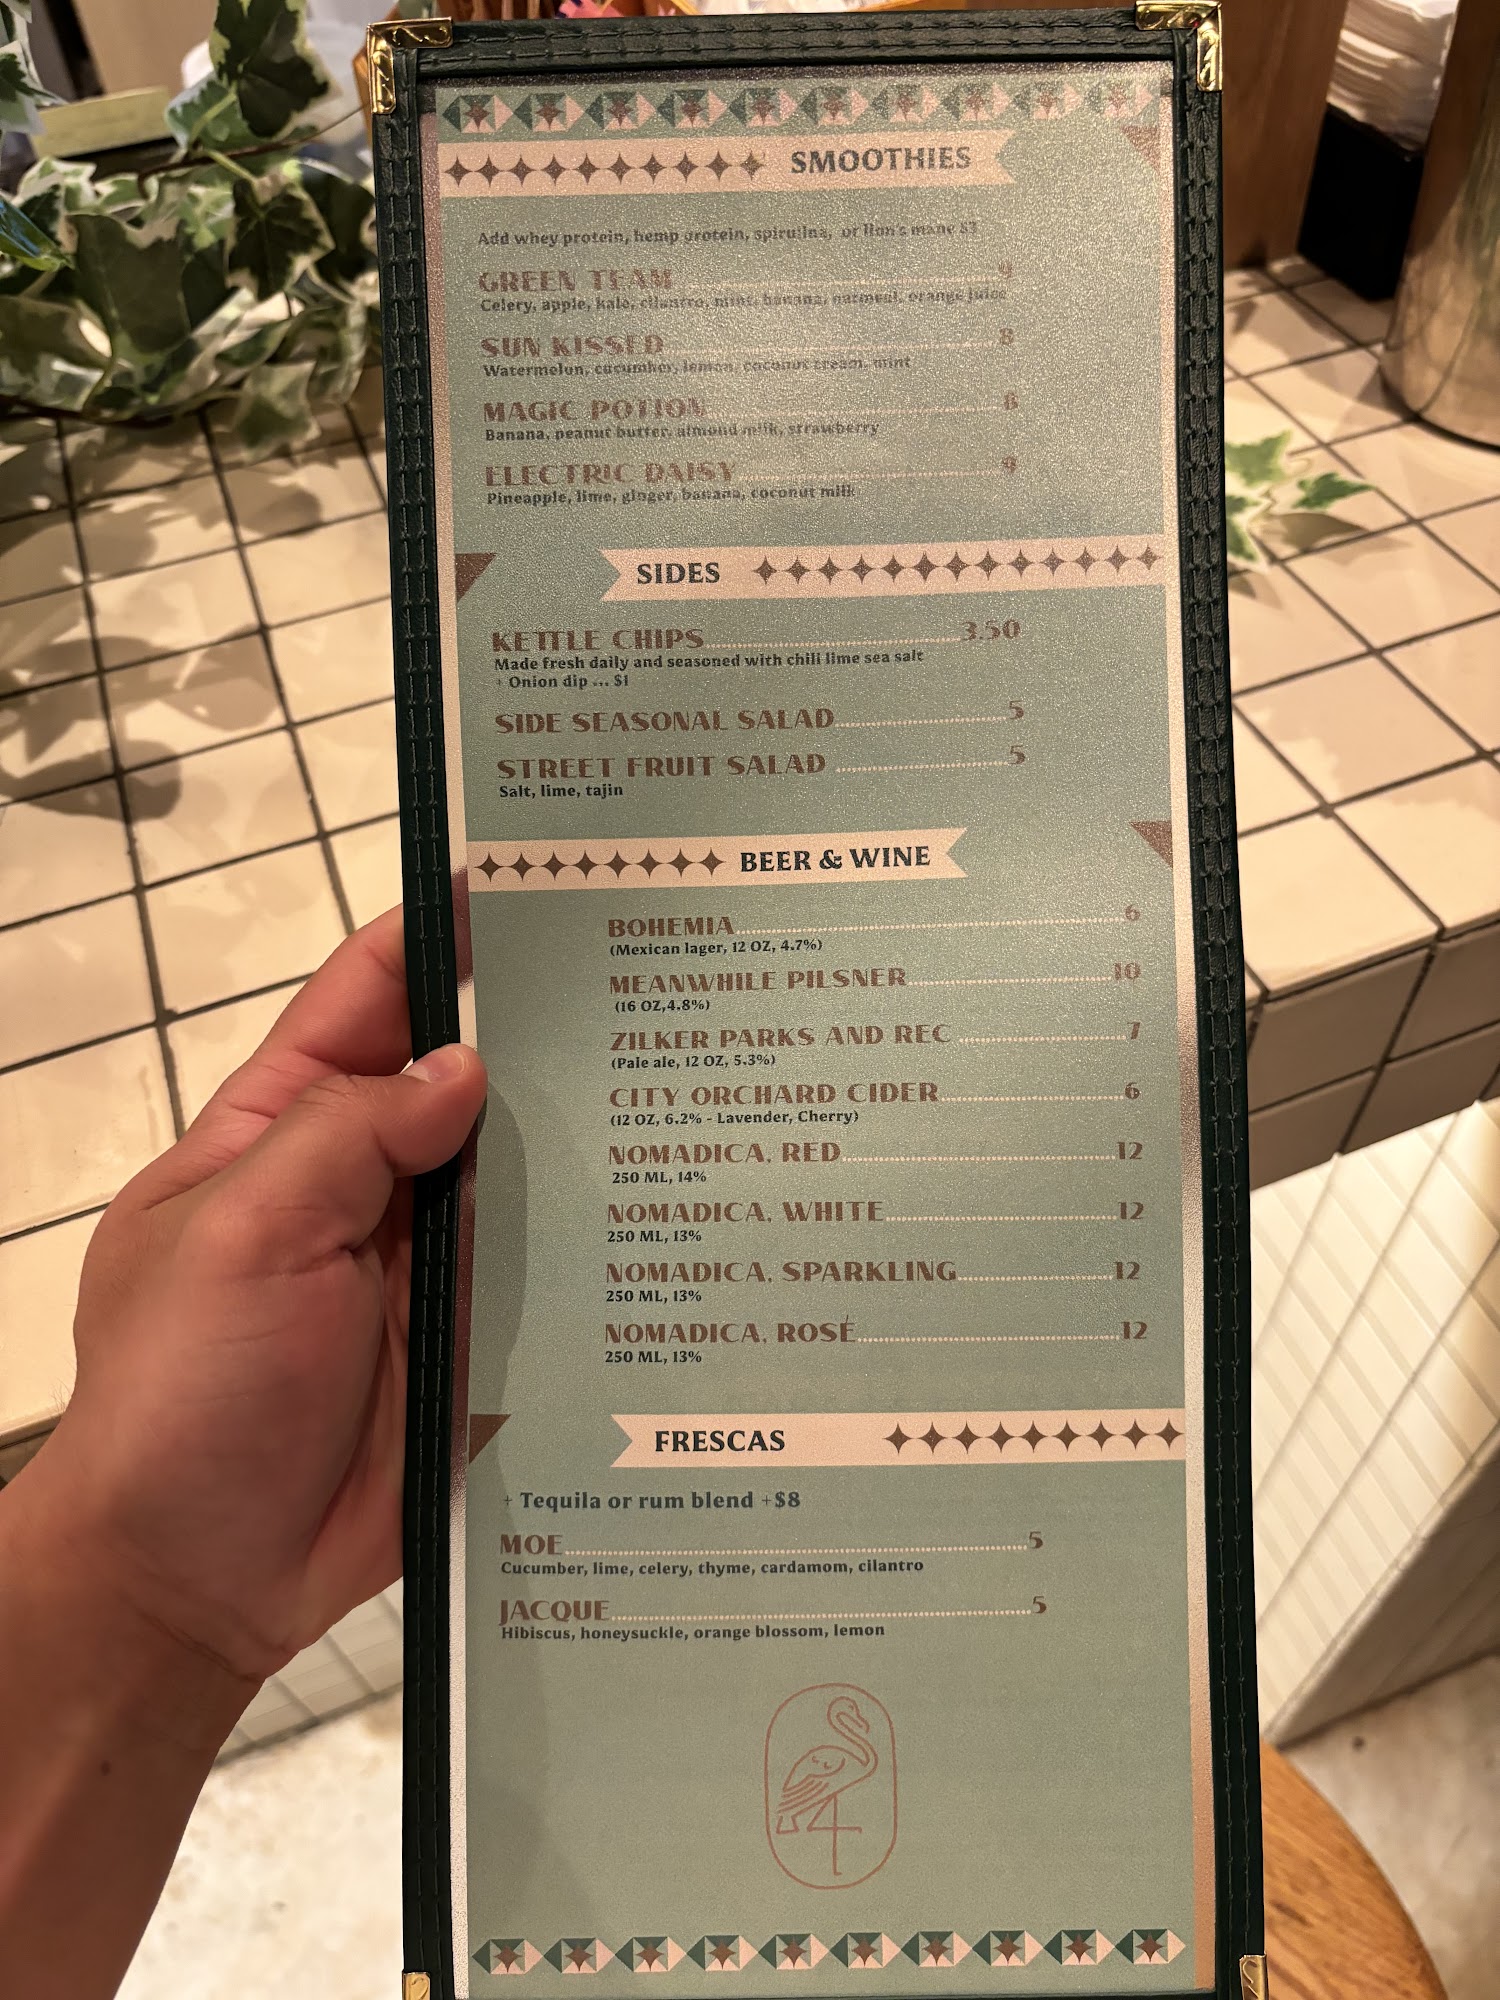 SMOOTHIES
Add whey protein, hemp protein, spirulina, or lion's mane $3
GREEN TEAM 9
Celery, apple, kale, cilantro, mint, banana, oatmeal, orange juice
SUN KISSED 8
Watermelon, cucumber, lemon, coconut cream, mint
MAGIC POTION 8
Banana, peanut butter, almond milk, strawberry
ELECTRIC DAISY 9
Pineapple, lime, ginger, banana, coconut milk
SIDES
KETTLE CHIPS 3.50
Made fresh daily and seasoned with chili lime sea salt
+ Onion dip ... $1
SIDE SEASONAL SALAD 5
STREET FRUIT SALAD 5
Salt, lime, tajin
BEER & WINE
BOHEMIA 6
(Mexican lager, 12 OZ, 4.7%)
MEANWHILE PILSNER 10
(16 OZ,4.8%)
ZILKER PARKS AND REC 7
(Pale ale, 12 OZ, 5.3%)
CITY ORCHARD CIDER 6
(12 OZ, 6.2% - Lavender, Cherry)
NOMADICA, RED 12
250 ML, 14%
NOMADICA, WHITE 12
250 ML, 13%
NOMADICA, SPARKLING 12
250 ML, 13%
NOMADICA, ROSÉ 12
250 ML, 13%
FRESCAS
+ Tequila or rum blend +$8
MOE 5
Cucumber, lime, celery, thyme, cardamom, cilantro
JACQUE 5
Hibiscus, honeysuckle, orange blossom, lemon